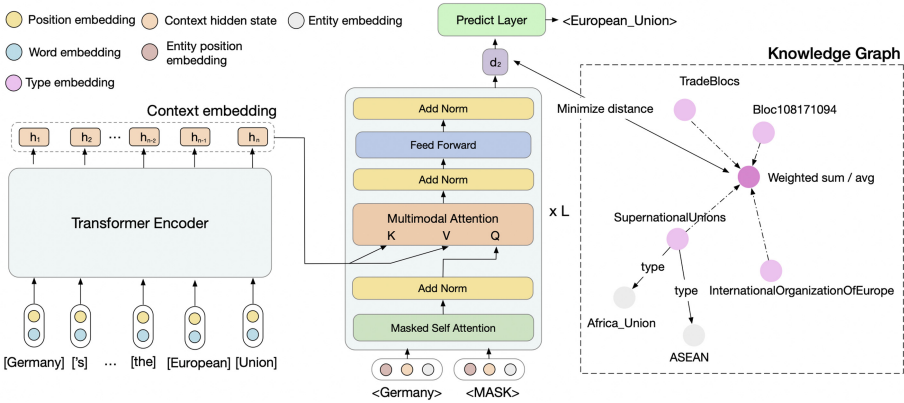 Position embedding
Context hidden state
Entity embedding
Word embedding
Entity position
embedding
Type embedding
Context embedding
h1 h2 ... hn-2 hn-1 hn
Transformer Encoder
[Germany] ['s] ... [the] [European] [Union]
Predict Layer
<European_Union>
d2
Add Norm
Feed Forward
Add Norm
Multimodal Attention
K V Q
x L
Add Norm
Masked Self Attention
<Germany> <MASK>
Knowledge Graph
TradeBlocs
Minimize distance
Bloc108171094
Weighted sum / avg
SupernationalUnions
type
type
InternationalOrganizationOfEurope
Africa_Union
ASEAN